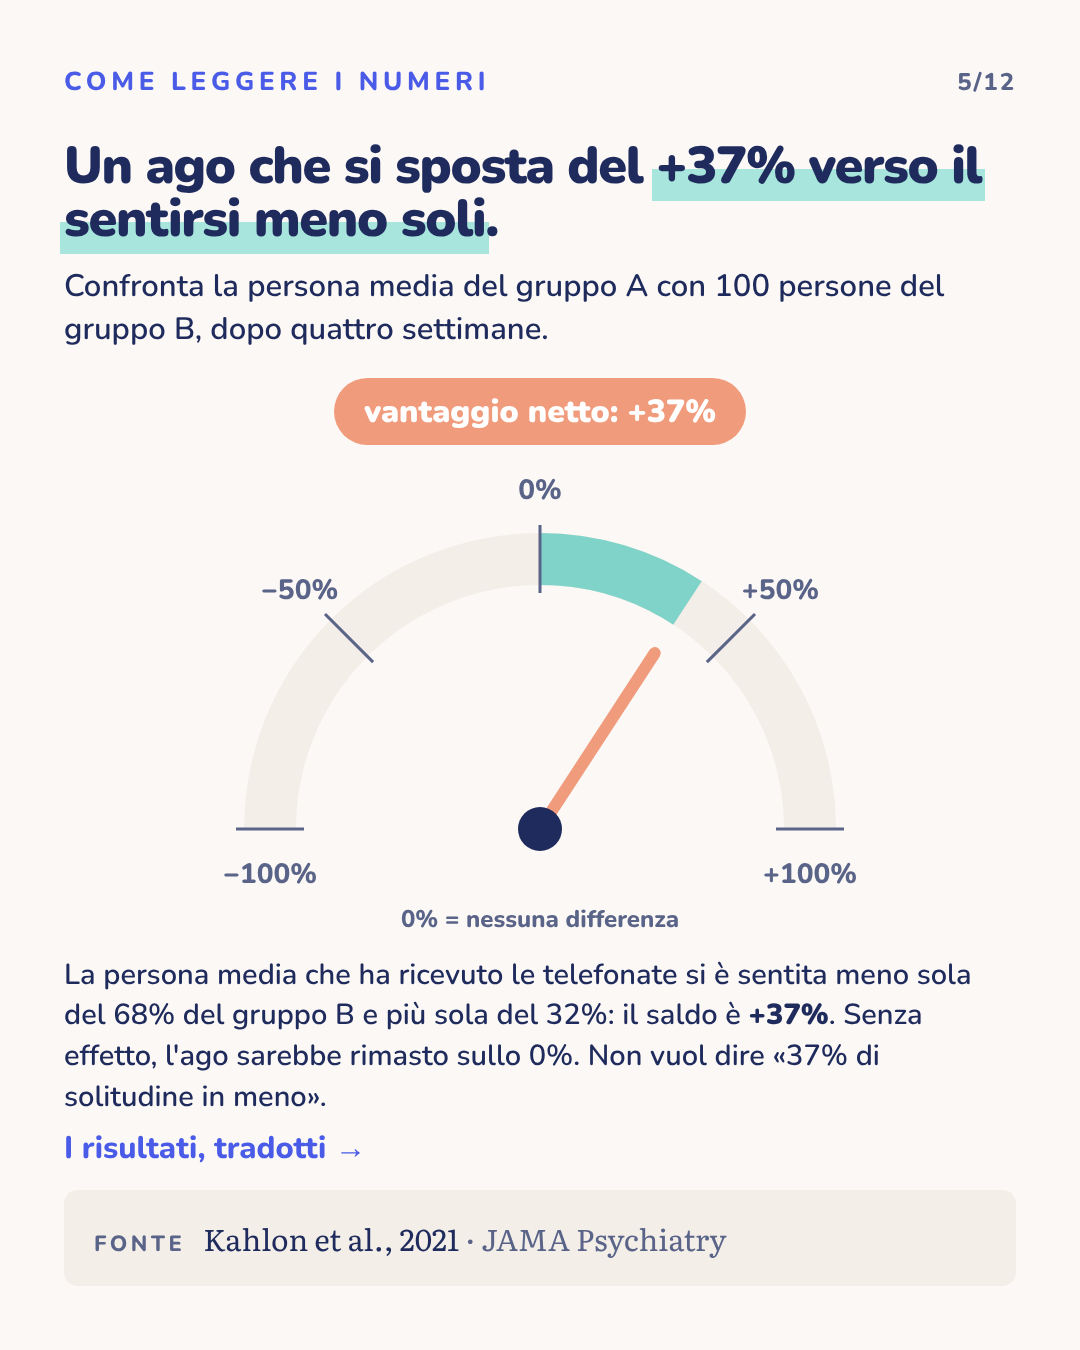 COME LEGGERE I NUMERI
5/12
Un ago che si sposta del +37% verso il
sentirsi meno soli.
Confronta la persona media del gruppo A con 100 persone del
gruppo B, dopo quattro settimane.
vantaggio netto: +37%
0%
−50%
+50%
−100%
+100%
0% = nessuna differenza
La persona media che ha ricevuto le telefonate si è sentita meno sola
del 68% del gruppo B e più sola del 32%: il saldo è +37%. Senza
effetto, l'ago sarebbe rimasto sullo 0%. Non vuol dire «37% di
solitudine in meno».
I risultati, tradotti →
FONTE Kahlon et al., 2021 · JAMA Psychiatry